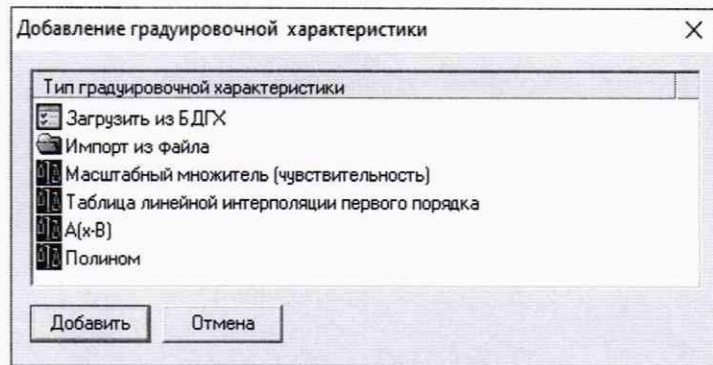 Добавление градуировочной характеристики
Тип градуировочной характеристики
Загрузить из БДГХ
Импорт из файла
Масштабный множитель (чувствительность)
Таблица линейной интерполяции первого порядка
A(x-B)
Полином
Добавить Отмена